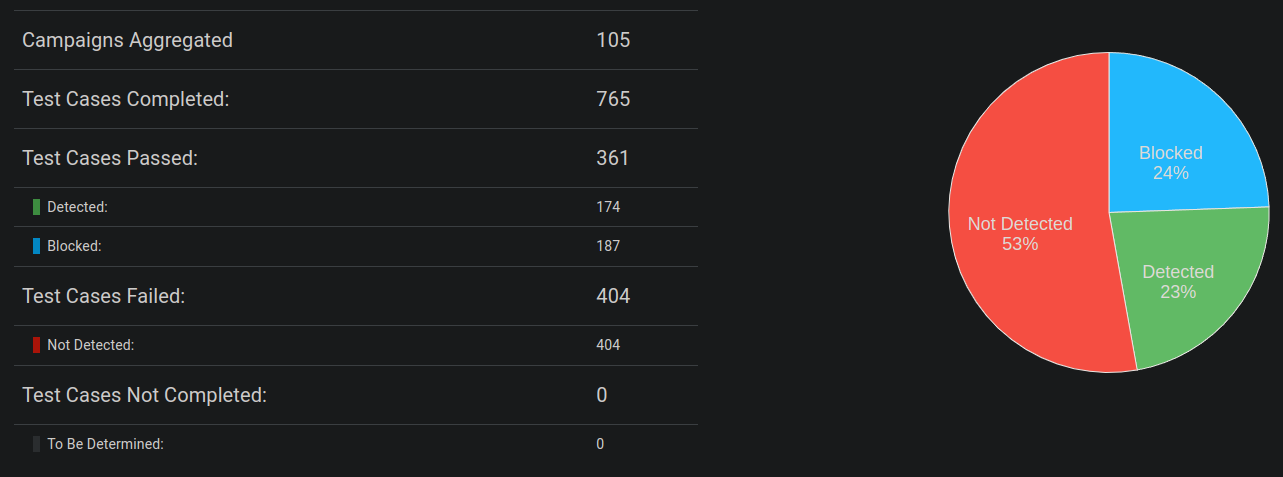 Campaigns Aggregated 105
Test Cases Completed: 765
Test Cases Passed: 361
Detected: 174
Blocked: 187
Test Cases Failed: 404
Not Detected: 404
Test Cases Not Completed: 0
To Be Determined: 0
Blocked
24%
Not Detected
53%
Detected
23%